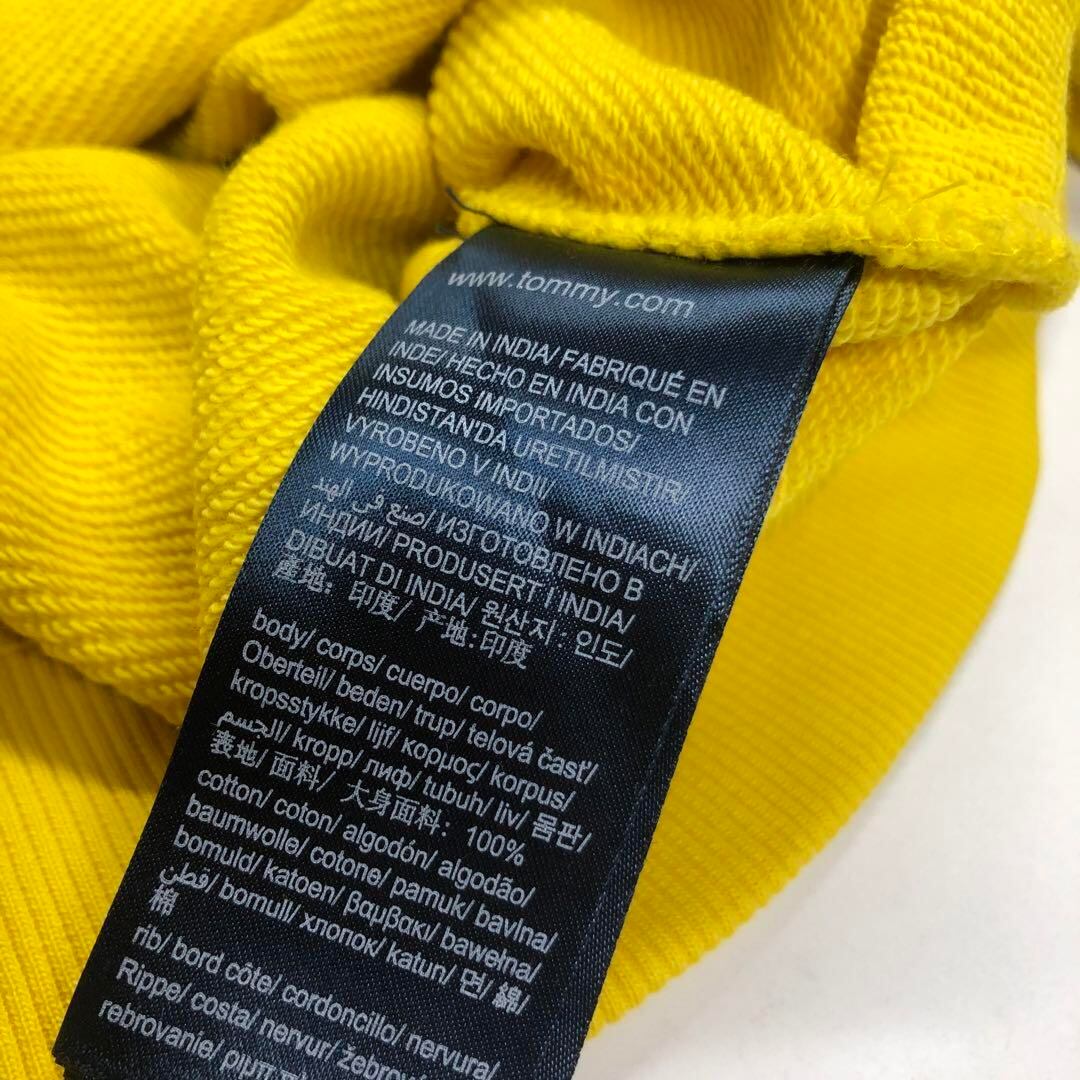 www.tommy.com
MADE IN INDIA/ FABRIQUÉ EN
INDE/ HECHO EN INDIA CON
INSUMOS IMPORTADOS/
HINDISTAN'DA URETILMISTIR/
VYROBENO V INDII/
WYPRODUKOWANO W INDIACH/
صنع في الهند/ ИЗГОТОВЛЕНО В
ИНДИИ/ PRODUSERT I INDIA/
DIBUAT DI INDIA/ 원산지 : 인도/
產地: 印度/ 产地:印度
body/ corps/ cuerpo/ corpo/
Oberteil/ beden/ trup/ telová časť/
kropsstykke/ lijf/ κορμος/ korpus/
الجسم/ kropp/ лиф/ tubuh/ liv/ 몸판/
表地/ 面料/ 大身面料: 100%
cotton/ coton/ algodón/ algodão/
baumwolle/ cotone/ pamuk/ bavlna/
bomuld/ katoen/ βαμβακι/ bawełna/
قطن/ bomull/ хлопок/ katun/ 면/ 綿/
棉
rib/ bord côte/ cordoncillo/ nervura/
Rippe/ costa/ nervur/ žebrov
rebrovanie/